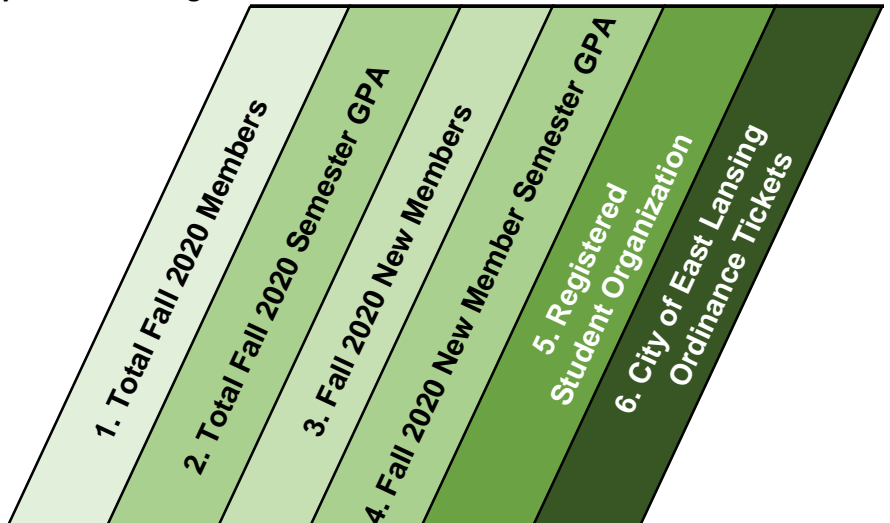 1. Total Fall 2020 Members
2. Total Fall 2020 Semester GPA
3. Fall 2020 New Members
4. Fall 2020 New Member Semester GPA
5. Registered
Student Organization
6. City of East Lansing
Ordinance Tickets